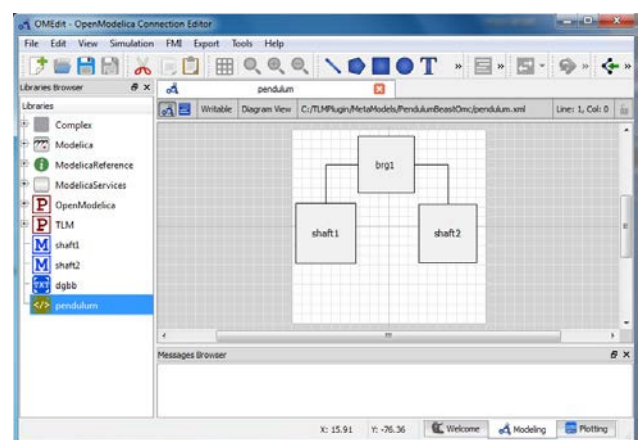 OMEdit - OpenModelica Connection Editor
File Edit View Simulation FMI Export Tools Help
T » » » »
Libraries Browser
pendulum
Libraries
Writable Diagram View C:/TLMPlugin/MetaModels/PendulumBeastOmc/pendulum.xml Line: 1, Col: 0
Complex
Modelica
i ModelicaReference
ModelicaServices
P OpenModelica
P TLM
M shaft1
M shaft2
TXT dgbb
</> pendulum
brg1
shaft1 shaft2
Messages Browser
X: 15.91 Y: -76.36 Welcome Modeling Plotting